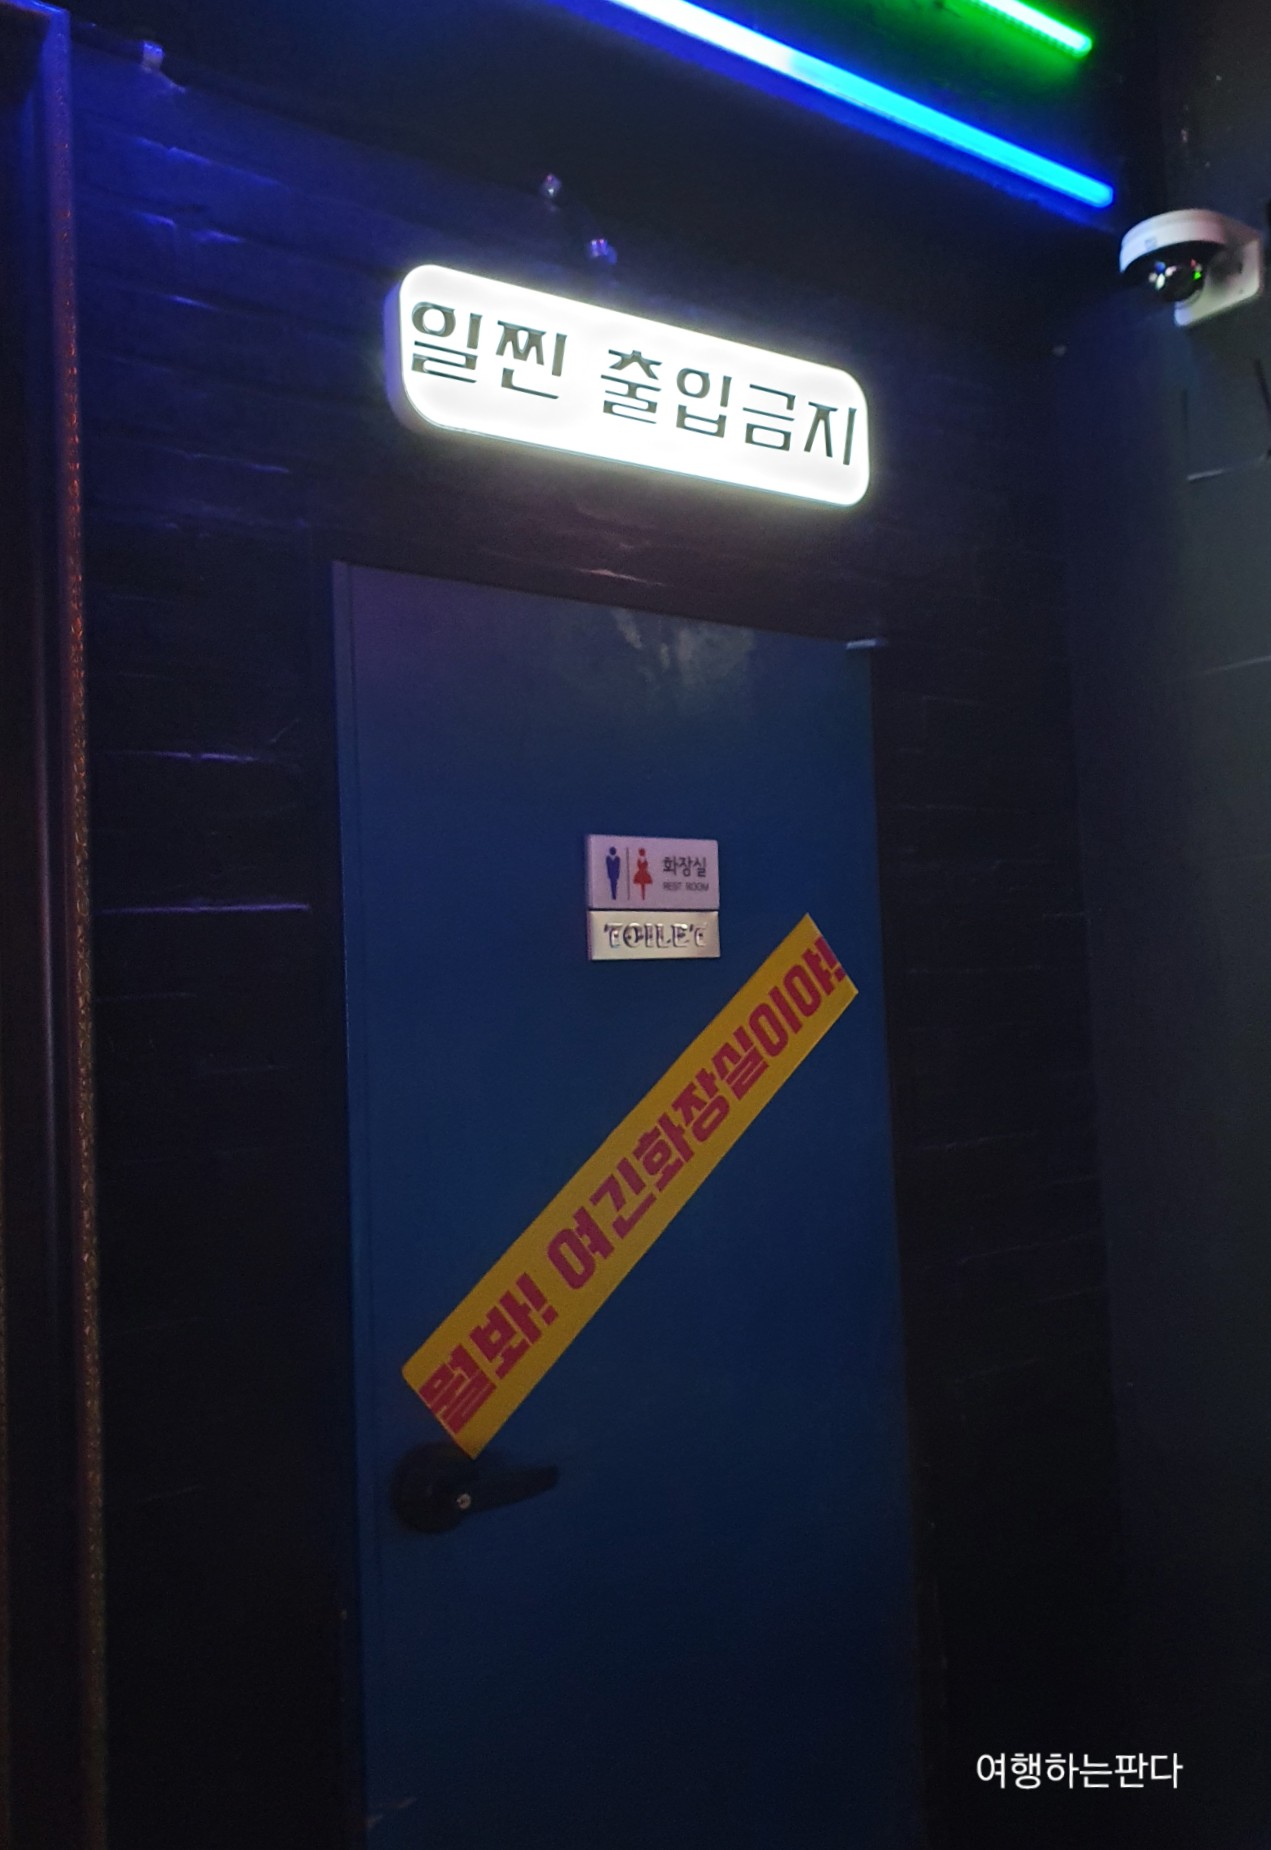 일찐 출입금지
화장실
REST ROOM
TOILET
뭘봐! 여긴화장실이야!
여행하는판다